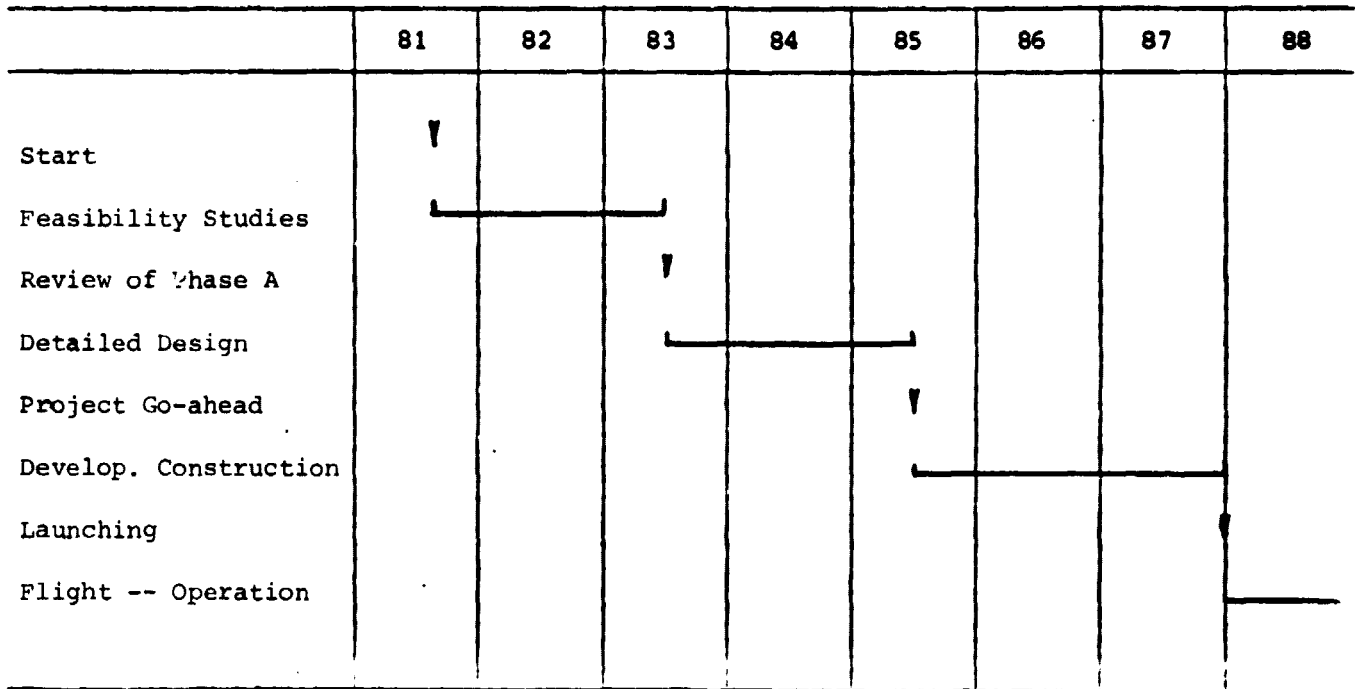 81 82 83 84 85 86 87 88
Start
Feasibility Studies
Review of Phase A
Detailed Design
Project Go-ahead
Develop. Construction
Launching
Flight -- Operation